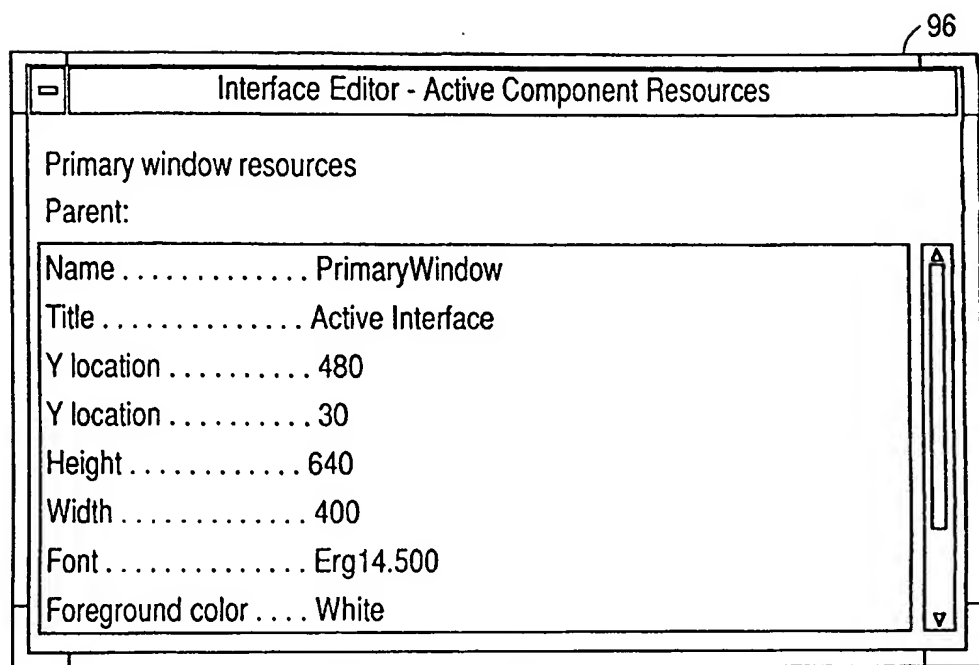 96
Interface Editor - Active Component Resources
Primary window resources
Parent:
Name . . . . . . . . . . . . . PrimaryWindow
Title . . . . . . . . . . . . . . Active Interface
Y location . . . . . . . . . . 480
Y location . . . . . . . . . . 30
Height . . . . . . . . . . . . 640
Width . . . . . . . . . . . . . 400
Font . . . . . . . . . . . . . . Erg14.500
Foreground color . . . . White